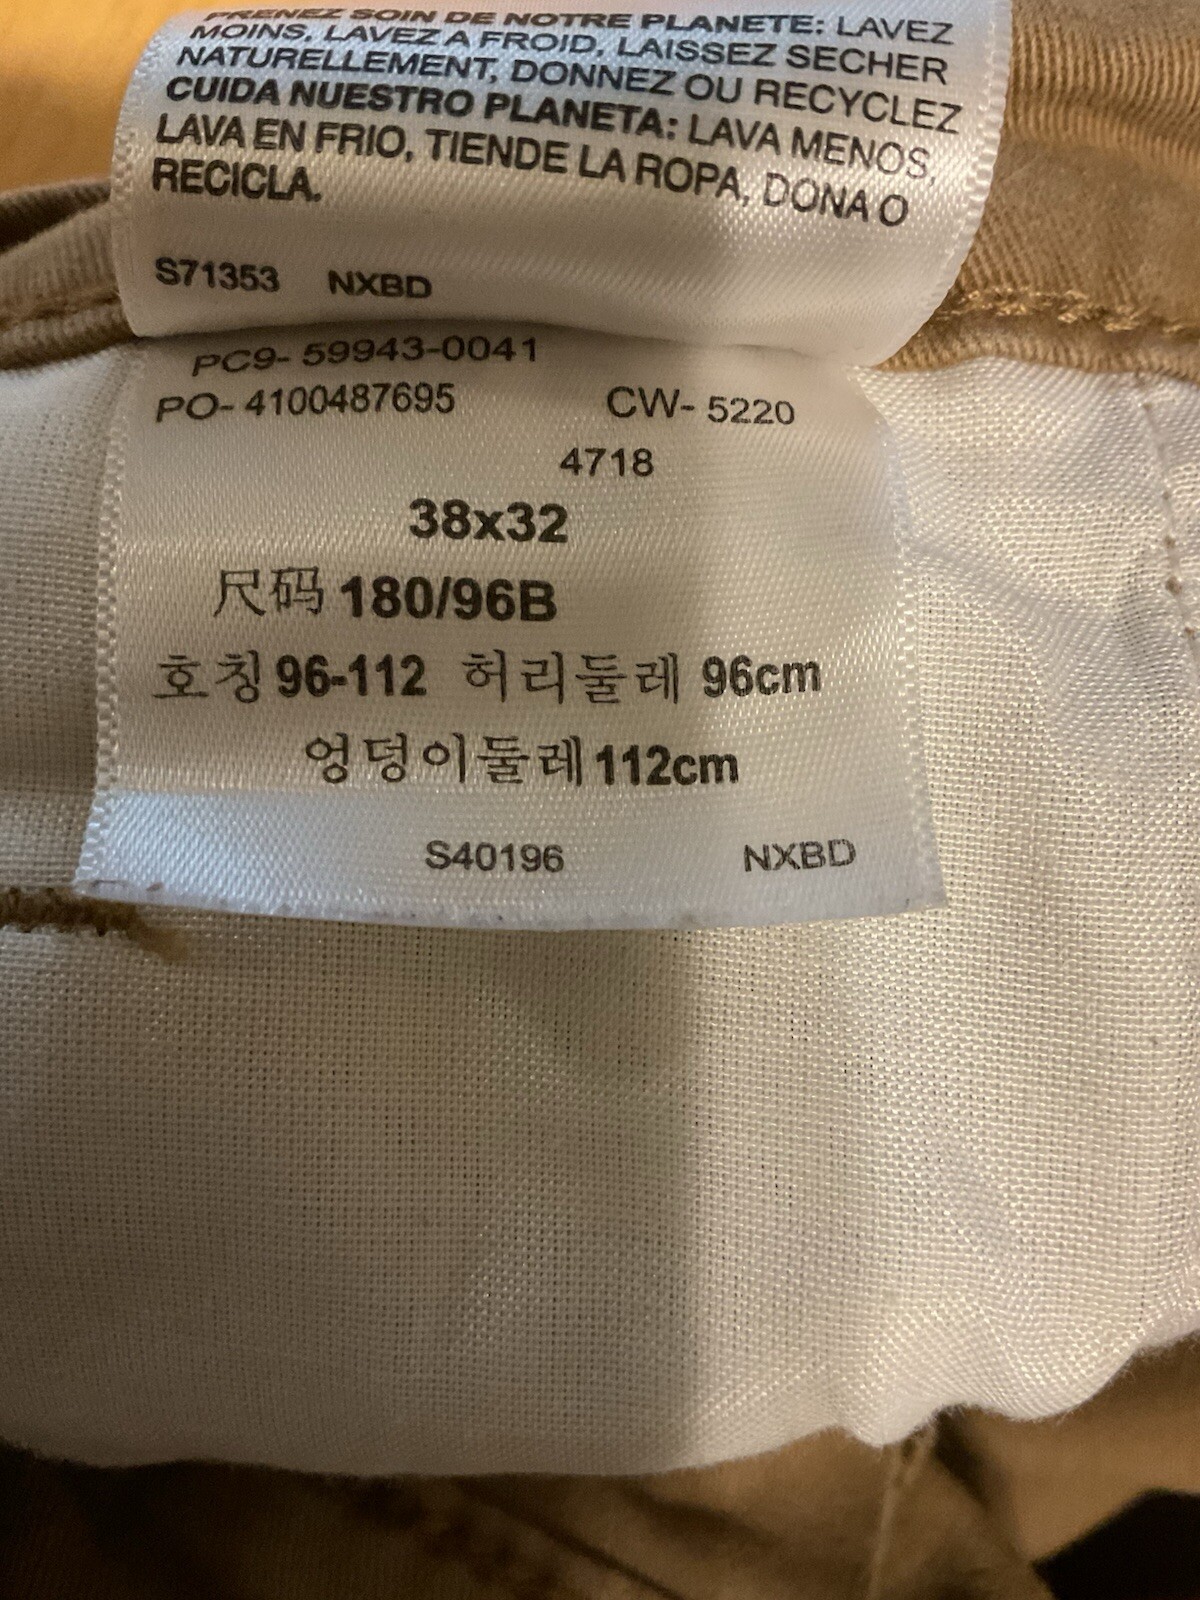 PRENEZ SOIN DE NOTRE PLANETE: LAVEZ
MOINS, LAVEZ A FROID, LAISSEZ SECHER
NATURELLEMENT, DONNEZ OU RECYCLEZ
CUIDA NUESTRO PLANETA: LAVA MENOS,
LAVA EN FRIO, TIENDE LA ROPA, DONA O
RECICLA.
S71353 NXBD
PC9- 59943-0041
PO- 4100487695 CW- 5220
4718
38x32
尺码 180/96B
호칭 96-112 허리둘레 96cm
엉덩이둘레 112cm
S40196 NXBD